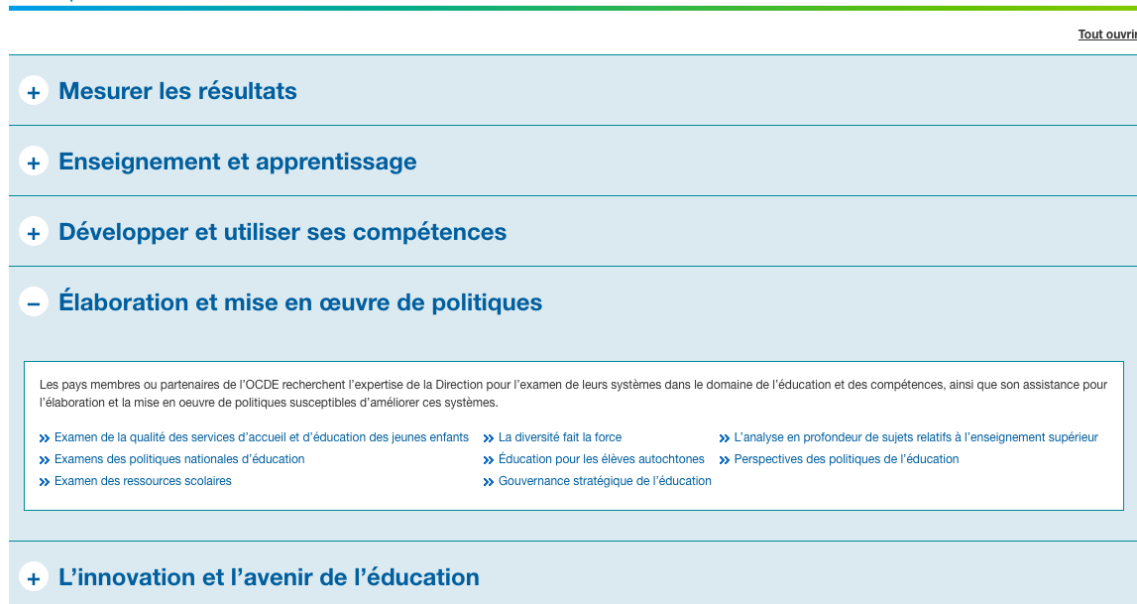 Tout ouvrir
+ Mesurer les résultats
+ Enseignement et apprentissage
+ Développer et utiliser ses compétences
– Élaboration et mise en œuvre de politiques
Les pays membres ou partenaires de l'OCDE recherchent l'expertise de la Direction pour l'examen de leurs systèmes dans le domaine de l'éducation et des compétences, ainsi que son assistance pour
l'élaboration et la mise en oeuvre de politiques susceptibles d'améliorer ces systèmes.
» Examen de la qualité des services d'accueil et d'éducation des jeunes enfants » La diversité fait la force » L'analyse en profondeur de sujets relatifs à l'enseignement supérieur
» Examens des politiques nationales d'éducation » Éducation pour les élèves autochtones » Perspectives des politiques de l'éducation
» Examen des ressources scolaires » Gouvernance stratégique de l'éducation
+ L'innovation et l'avenir de l'éducation